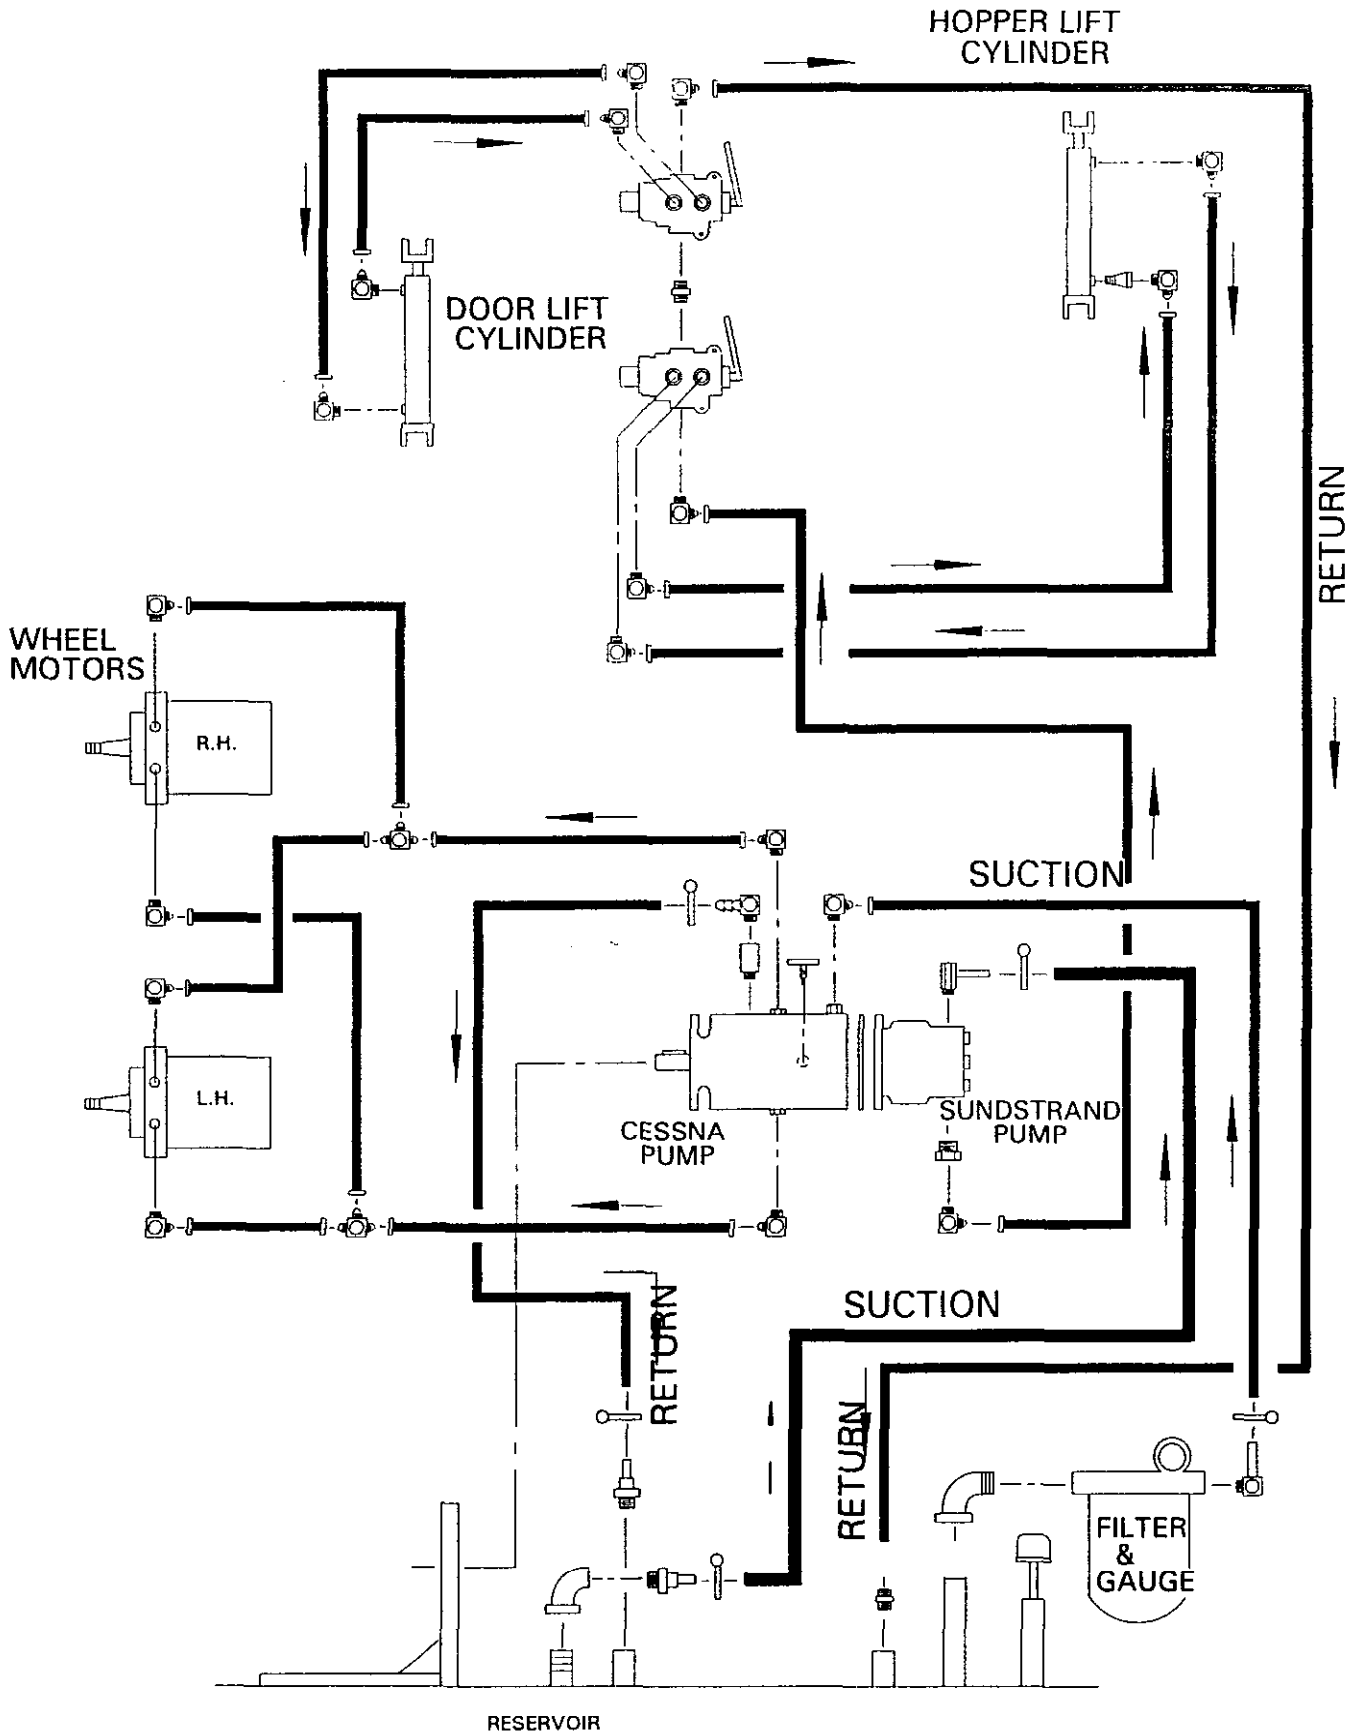 HOPPER LIFT
CYLINDER
DOOR LIFT
CYLINDER
RETURN
WHEEL
MOTORS
R.H.
SUCTION
L.H.
SUNDSTRAND
PUMP
CESSNA
PUMP
RETURN
SUCTION
RETURN
FILTER
&
GAUGE
RESERVOIR